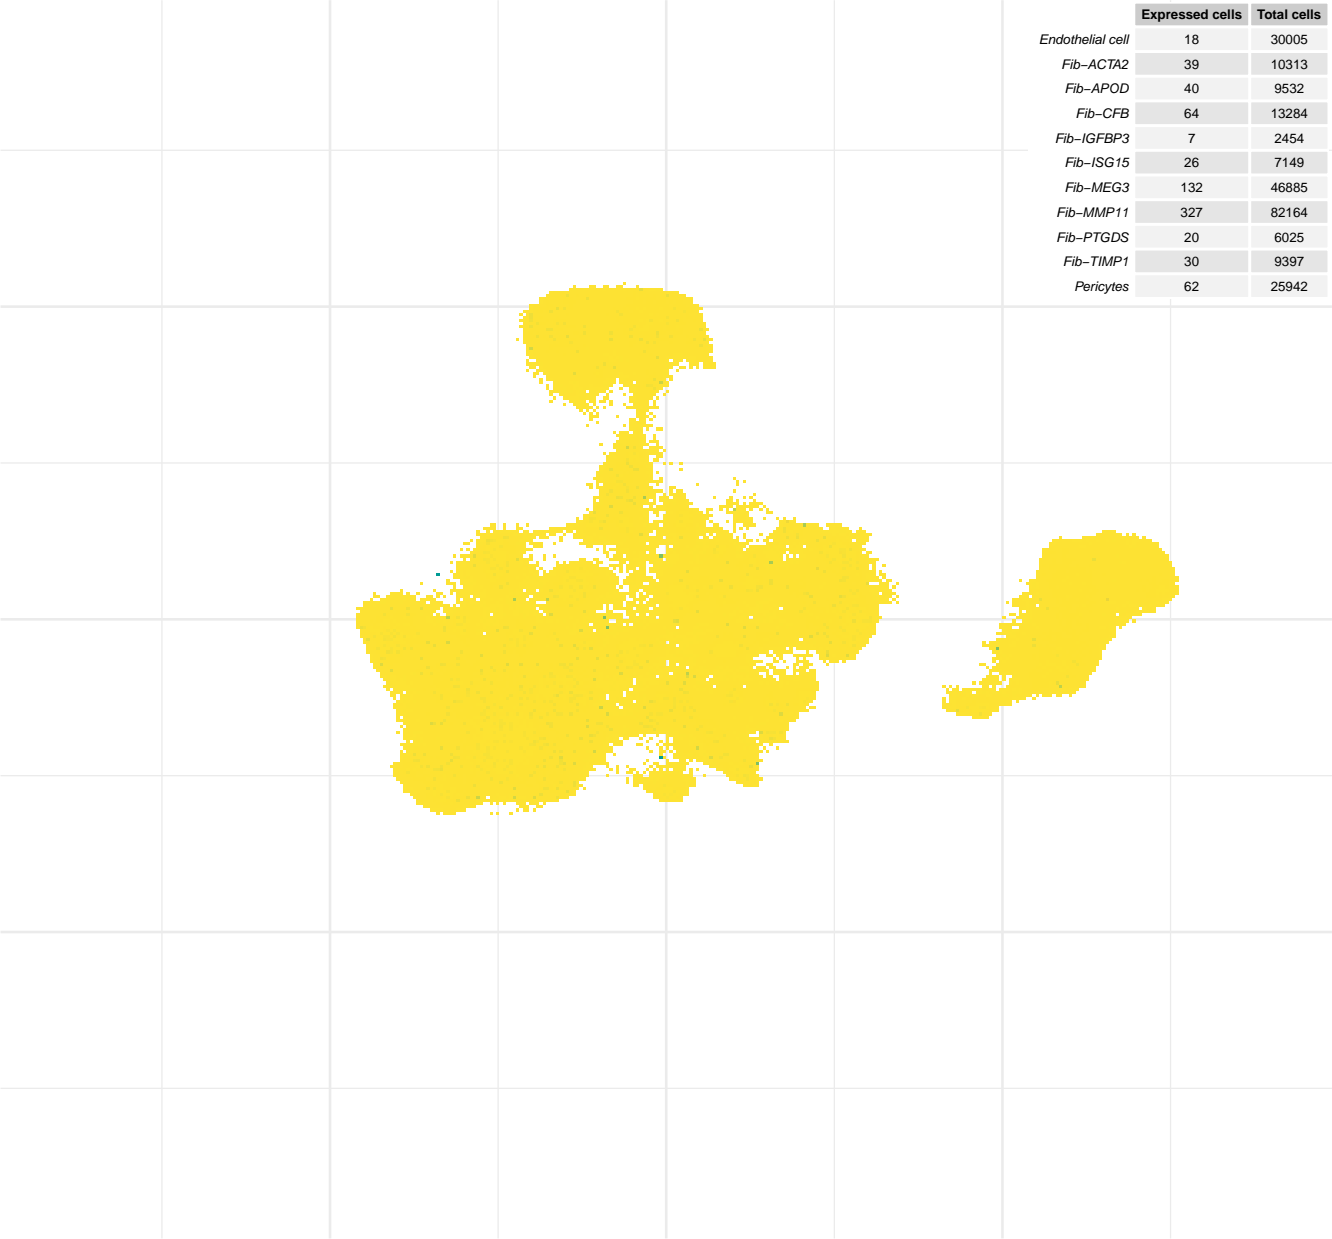 Expressed cells Total cells
Endothelial cell 18 30005
Fib−ACTA2 39 10313
Fib−APOD 40 9532
Fib−CFB 64 13284
Fib−IGFBP3 7 2454
Fib−ISG15 26 7149
Fib−MEG3 132 46885
Fib−MMP11 327 82164
Fib−PTGDS 20 6025
Fib−TIMP1 30 9397
Pericytes 62 25942